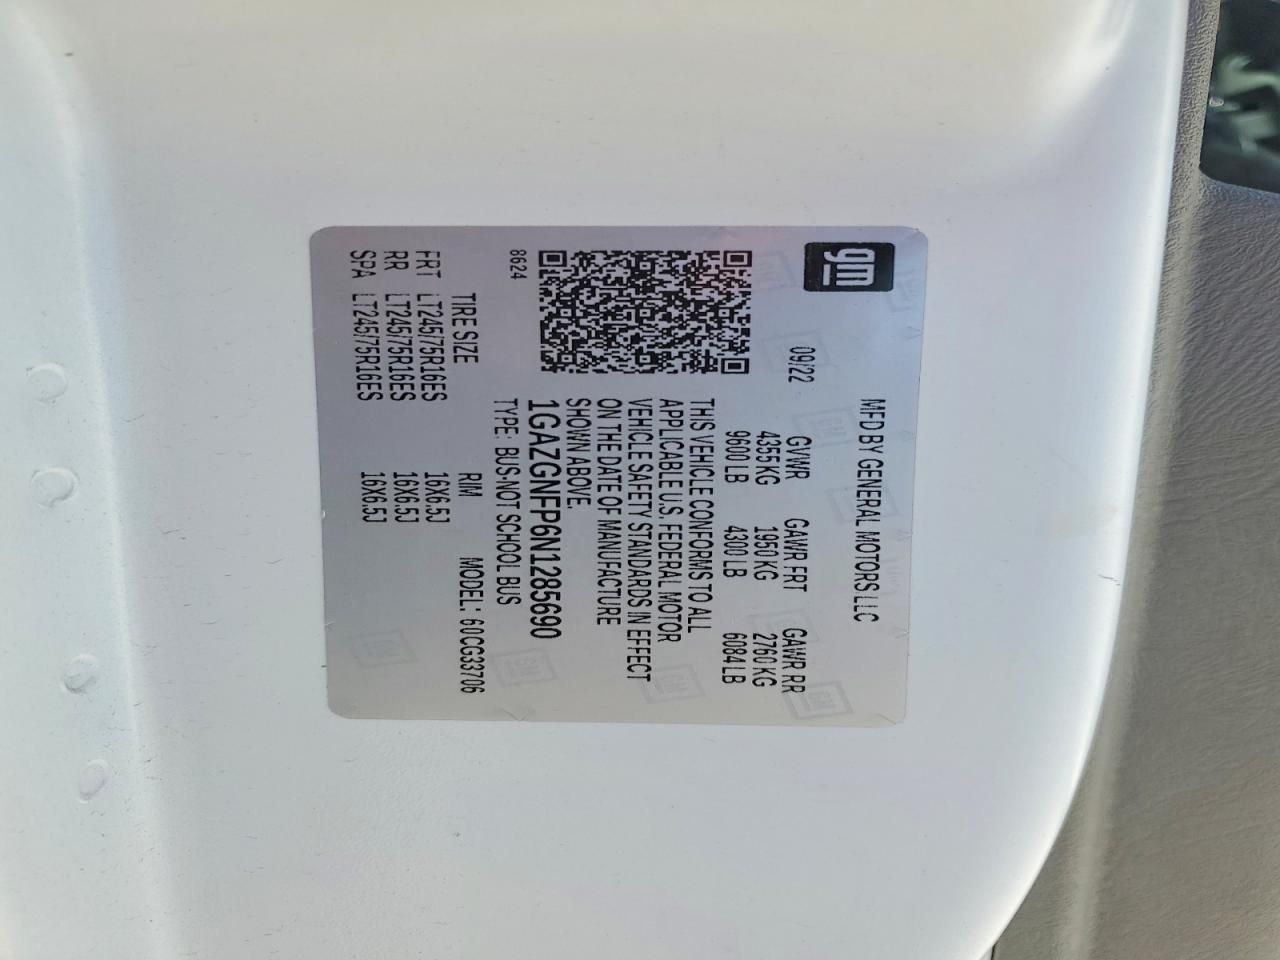 gm
MFD BY GENERAL MOTORS LLC
09/22 GVWR GAWR FRT GAWR RR
4355 KG 1950 KG 2760 KG
9600 LB 4300 LB 6084 LB
THIS VEHICLE CONFORMS TO ALL
APPLICABLE U.S. FEDERAL MOTOR
VEHICLE SAFETY STANDARDS IN EFFECT
ON THE DATE OF MANUFACTURE
SHOWN ABOVE.
1GAZGNFP6N1285690
8624 TYPE: BUS-NOT SCHOOL BUS
TIRE SIZE RIM MODEL: 60CG33706
FRT LT245/75R16ES 16X6.5J
RR LT245/75R16ES 16X6.5J
SPA LT245/75R16ES 16X6.5J